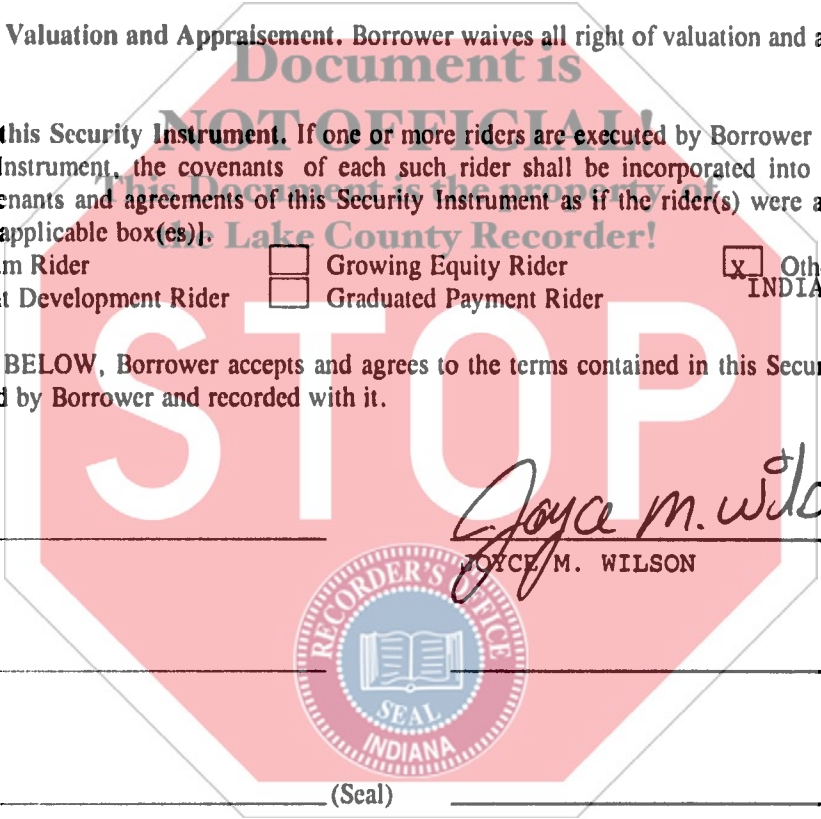 Valuation and Appraisement. Borrower waives all right of valuation and
Document is
NOT OFFICIAL!
this Security Instrument. If one or more riders are executed by Borrower
Instrument, the covenants of each such rider shall be incorporated into
This Document is the property of
enants and agreements of this Security Instrument as if the rider(s) were a
applicable box(es)].
the Lake County Recorder!
m Rider Growing Equity Rider x Oth
INDIA
t Development Rider Graduated Payment Rider
STOP
BELOW, Borrower accepts and agrees to the terms contained in this Secu
d by Borrower and recorded with it.
Joyce M. Wils
JOYCE M. WILSON
RECORDER'S OFFICE
SEAL
INDIANA
(Seal)